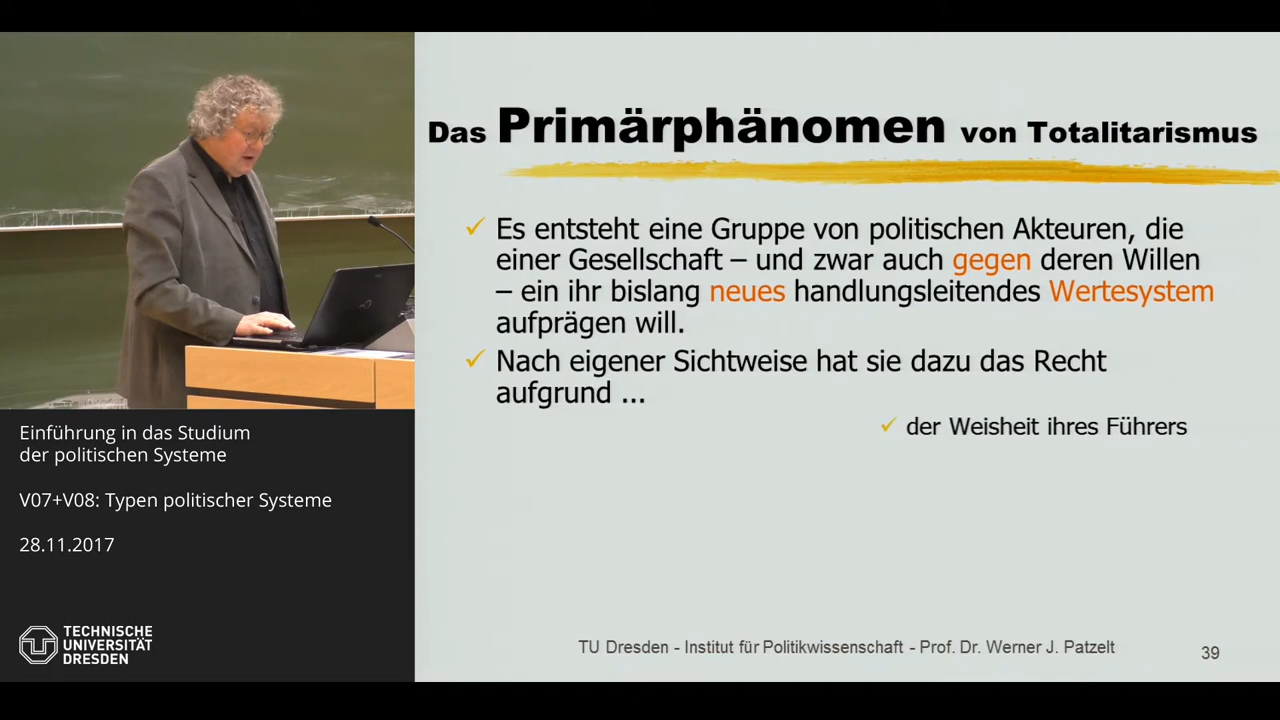 Das Primärphänomen von Totalitarismus
✓ Es entsteht eine Gruppe von politischen Akteuren, die
einer Gesellschaft – und zwar auch gegen deren Willen
– ein ihr bislang neues handlungsleitendes Wertesystem
aufprägen will.
✓ Nach eigener Sichtweise hat sie dazu das Recht
aufgrund ...
✓ der Weisheit ihres Führers
TU Dresden - Institut für Politikwissenschaft - Prof. Dr. Werner J. Patzelt
39
Einführung in das Studium
der politischen Systeme
V07+V08: Typen politischer Systeme
28.11.2017
TECHNISCHE
UNIVERSITÄT
DRESDEN